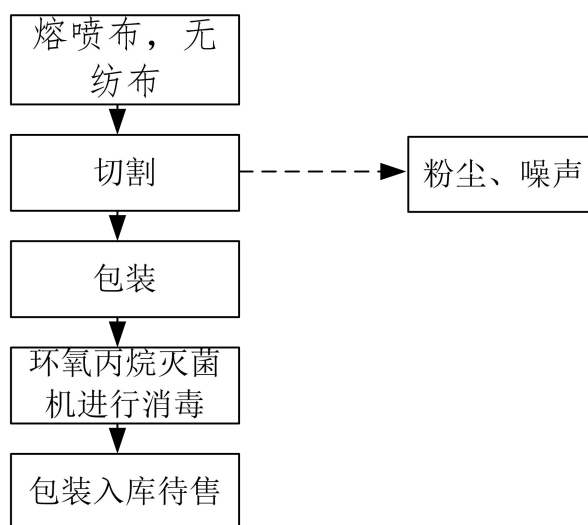 熔喷布，无
纺布
切割
粉尘、噪声
包装
环氧丙烷灭菌
机进行消毒
包装入库待售